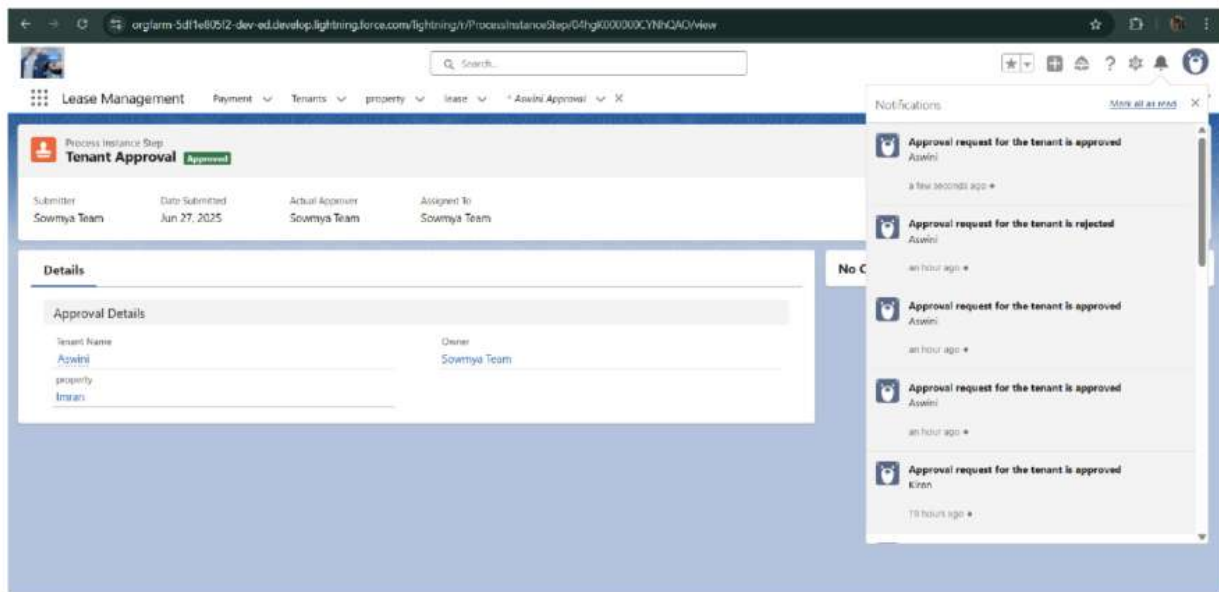 orgfarm-5df1e805f2-dev-ed.develop.lightning.force.com/lightning/r/ProcessInstanceStep/04hgK000000CYNhQAO/view
Search...
Lease Management Payment Tenants property lease * Aswini Approval
Notifications Mark all as read
Process Instance Step
Tenant Approval Approved
Submitter Date Submitted Actual Approver Assigned To
Sowmya Team Jun 27, 2025 Sowmya Team Sowmya Team
Details
No
Approval Details
Tenant Name Owner
Aswini Sowmya Team
property
Imran
Approval request for the tenant is approved
Aswini
a few seconds ago
Approval request for the tenant is rejected
Aswini
an hour ago
Approval request for the tenant is approved
Aswini
an hour ago
Approval request for the tenant is approved
Aswini
an hour ago
Approval request for the tenant is approved
Kiran
hours ago